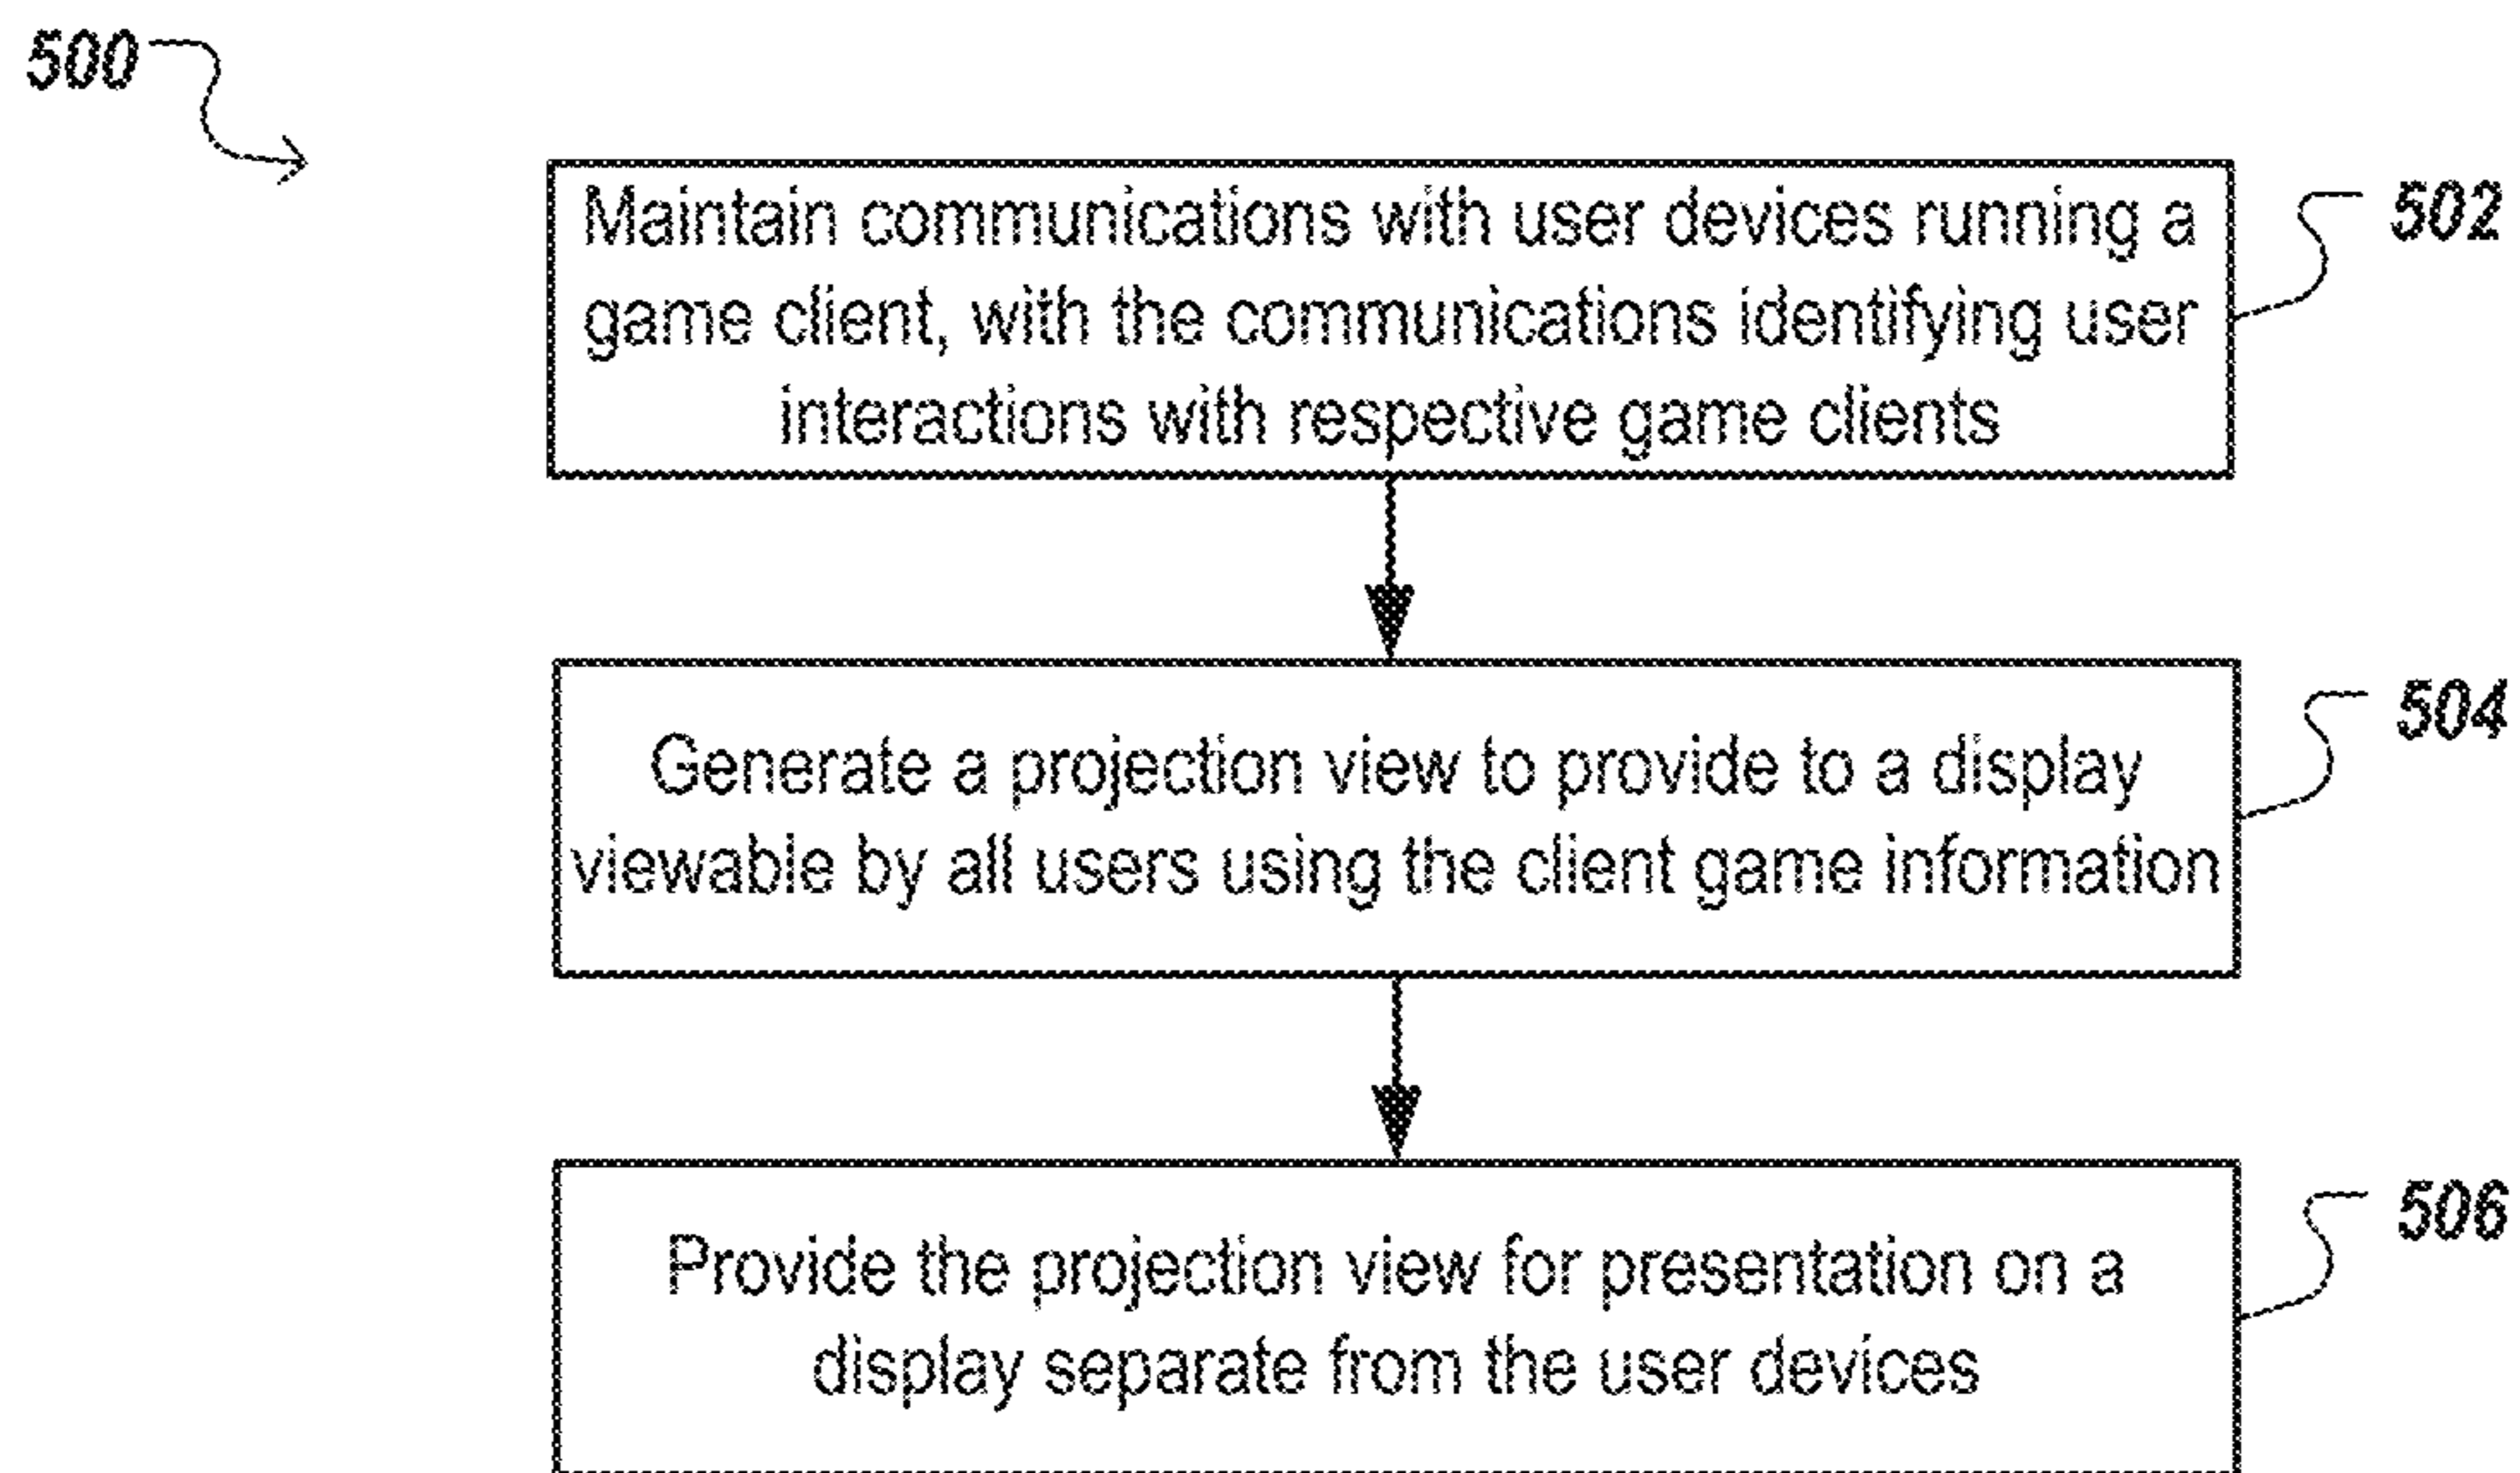 500
Maintain communications with user devices running a
game client, with the communications identifying user
interactions with respective game clients
502
Generate a projection view to provide to a display
viewable by all users using the client game information
504
Provide the projection view for presentation on a
display separate from the user devices
506